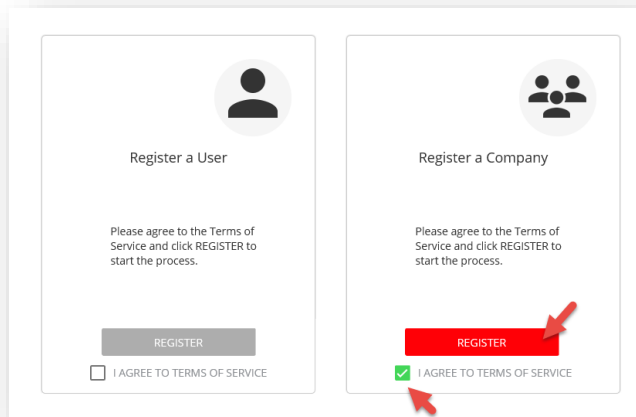 Register a User
Please agree to the Terms of
Service and click REGISTER to
start the process.
REGISTER
I AGREE TO TERMS OF SERVICE
Register a Company
Please agree to the Terms of
Service and click REGISTER to
start the process.
REGISTER
I AGREE TO TERMS OF SERVICE